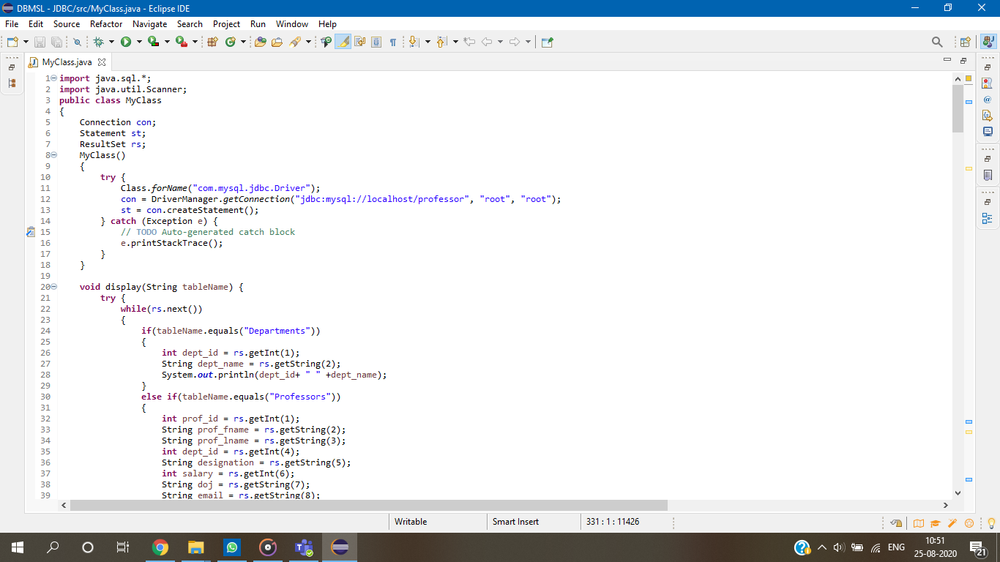 DBMSL - JDBC/src/MyClass.java - Eclipse IDE
File Edit Source Refactor Navigate Search Project Run Window Help
MyClass.java
1 import java.sql.*;
2 import java.util.Scanner;
3 public class MyClass
4 {
5     Connection con;
6     Statement st;
7     ResultSet rs;
8     MyClass()
9     {
10         try {
11             Class.forName("com.mysql.jdbc.Driver");
12             con = DriverManager.getConnection("jdbc:mysql://localhost/professor", "root", "root");
13             st = con.createStatement();
14         } catch (Exception e) {
15             // TODO Auto-generated catch block
16             e.printStackTrace();
17         }
18     }
19
20     void display(String tableName) {
21         try {
22             while(rs.next())
23             {
24                 if(tableName.equals("Departments"))
25                 {
26                     int dept_id = rs.getInt(1);
27                     String dept_name = rs.getString(2);
28                     System.out.println(dept_id+ " " +dept_name);
29                 }
30                 else if(tableName.equals("Professors"))
31                 {
32                     int prof_id = rs.getInt(1);
33                     String prof_fname = rs.getString(2);
34                     String prof_lname = rs.getString(3);
35                     int dept_id = rs.getInt(4);
36                     String designation = rs.getString(5);
37                     int salary = rs.getInt(6);
38                     String doj = rs.getString(7);
39                     String email = rs.getString(8);
Writable Smart Insert 331 : 1 : 11426
ENG 10:51
25-08-2020 21